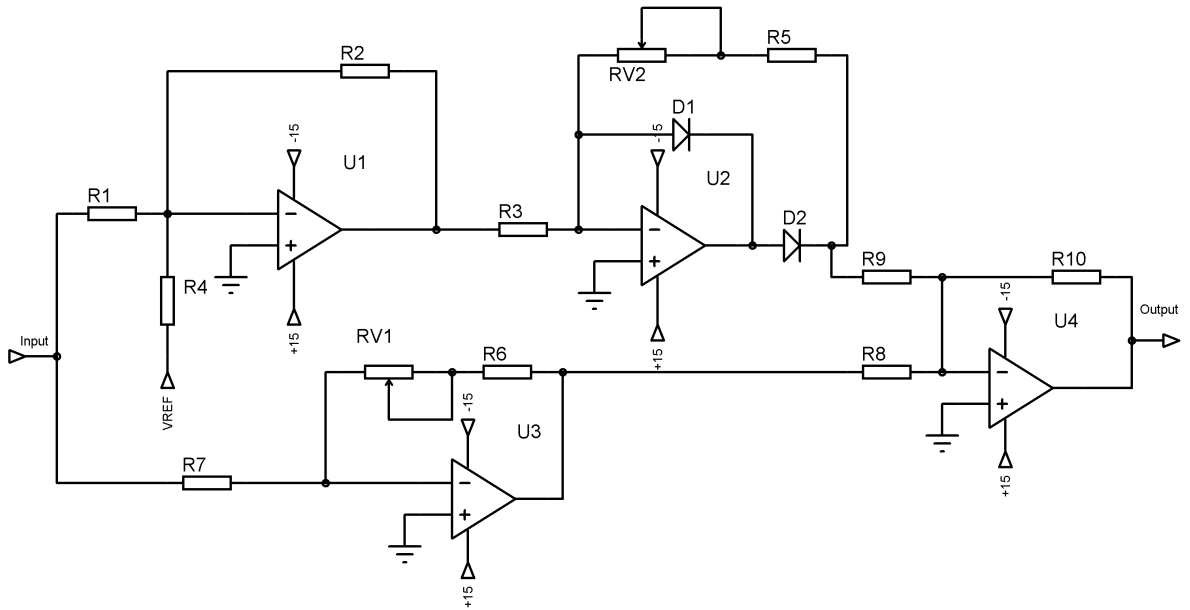 R2
RV2
R5
D1
-15
-15
U1
U2
R1
R3
D2
R4
R9
R10
-15
+15
Input
RV1
R6
+15
R8
U4
Output
VREF
-15
U3
R7
+15
+15